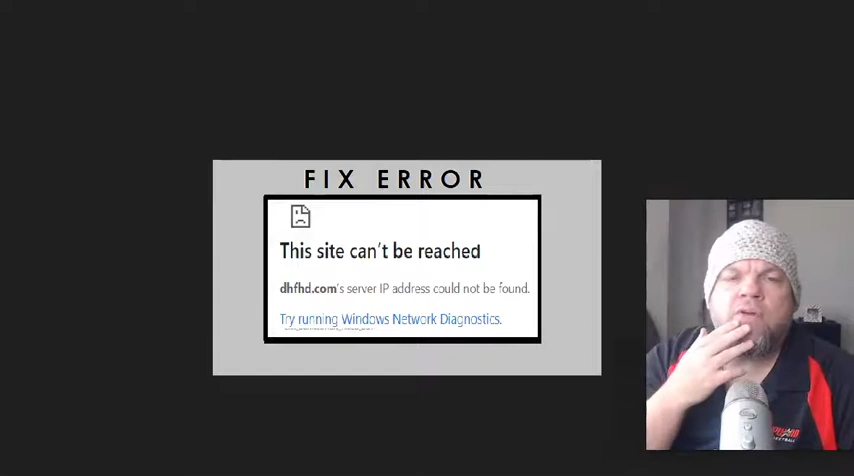 FIX ERROR
This site can't be reached
dhfhd.com's server IP address could not be found.
Try running Windows Network Diagnostics.